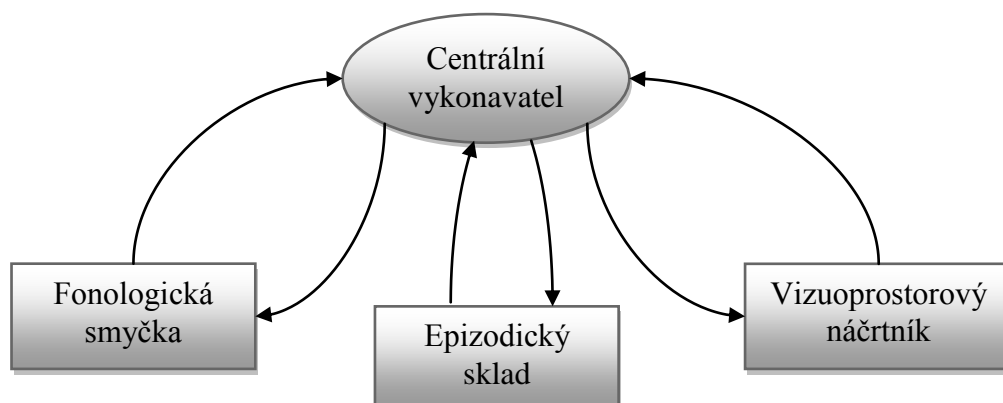 Centrální
vykonavatel
Fonologická
smyčka
Epizodický
sklad
Vizuoprostorový
náčrtník